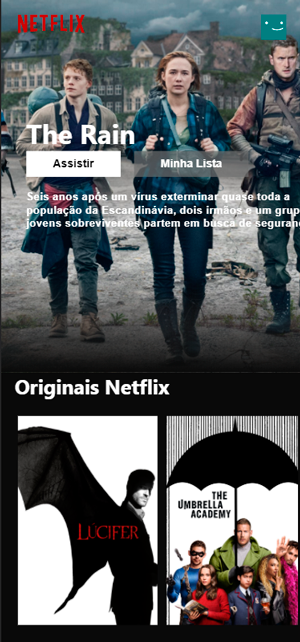 NETFLIX
The Rain
Assistir
Minha Lista
Seis anos após um vírus exterminar quase toda a
população da Escandinávia, dois irmãos e um grup
jovens sobreviventes partem em busca de seguran
Originais Netflix
LUCIFER
THE
UMBRELLA
ACADEMY